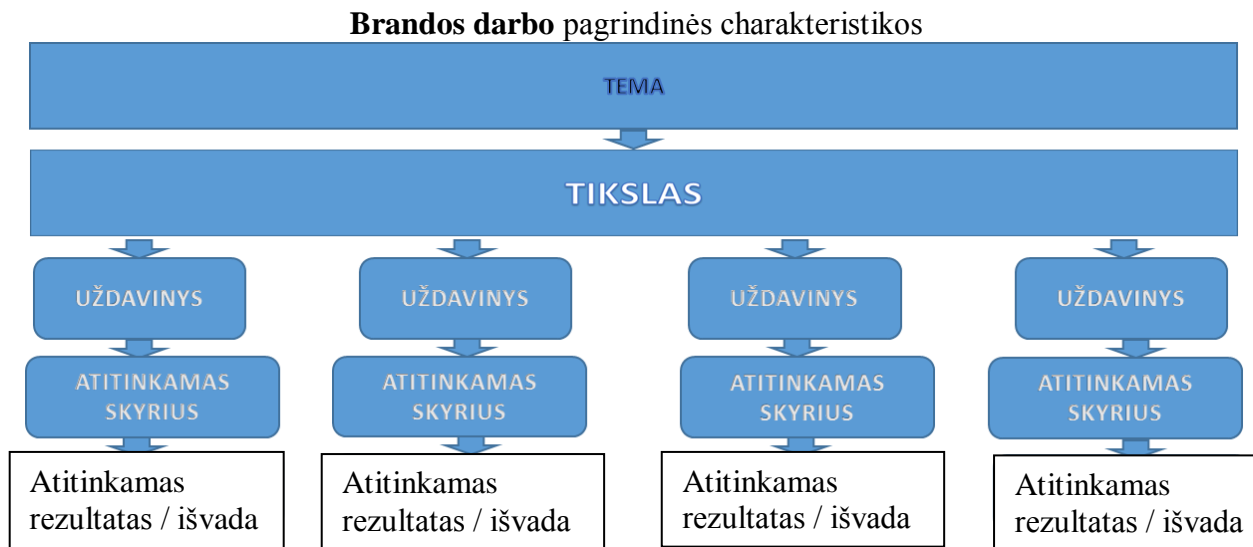 Brandos darbo pagrindinės charakteristikos
TEMA
TIKSLAS
UŽDAVINYS
UŽDAVINYS
UŽDAVINYS
UŽDAVINYS
ATITINKAMAS
SKYRIUS
ATITINKAMAS
SKYRIUS
ATITINKAMAS
SKYRIUS
ATITINKAMAS
SKYRIUS
Atitinkamas
rezultatas / išvada
Atitinkamas
rezultatas / išvada
Atitinkamas
rezultatas / išvada
Atitinkamas
rezultatas / išvada